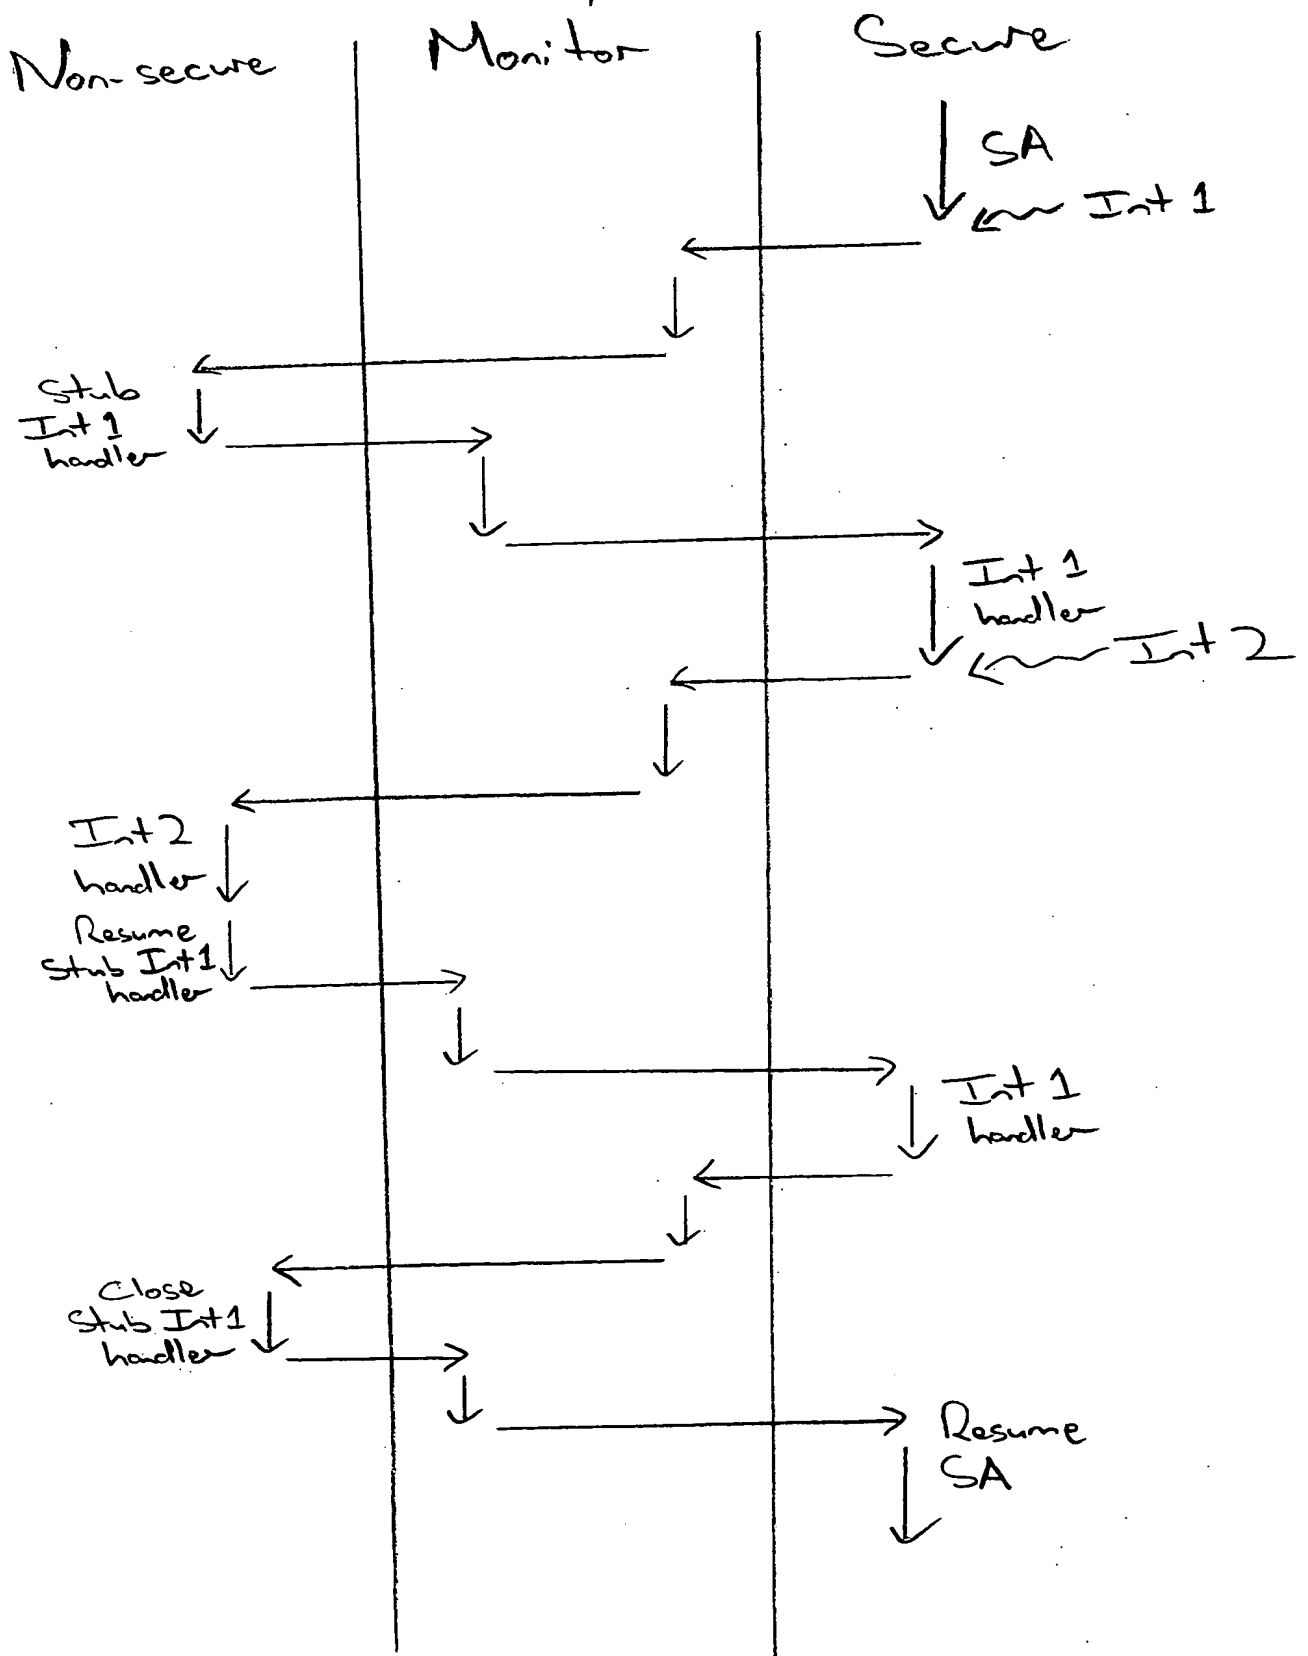 Non-secure
Monitor
Secure
SA
Int 1
Stub
Int 1
handler
Int 1
handler
Int 2
Int 2
handler
Resume
Stub Int 1
handler
Int 1
handler
Close
Stub Int 1
handler
Resume
SA